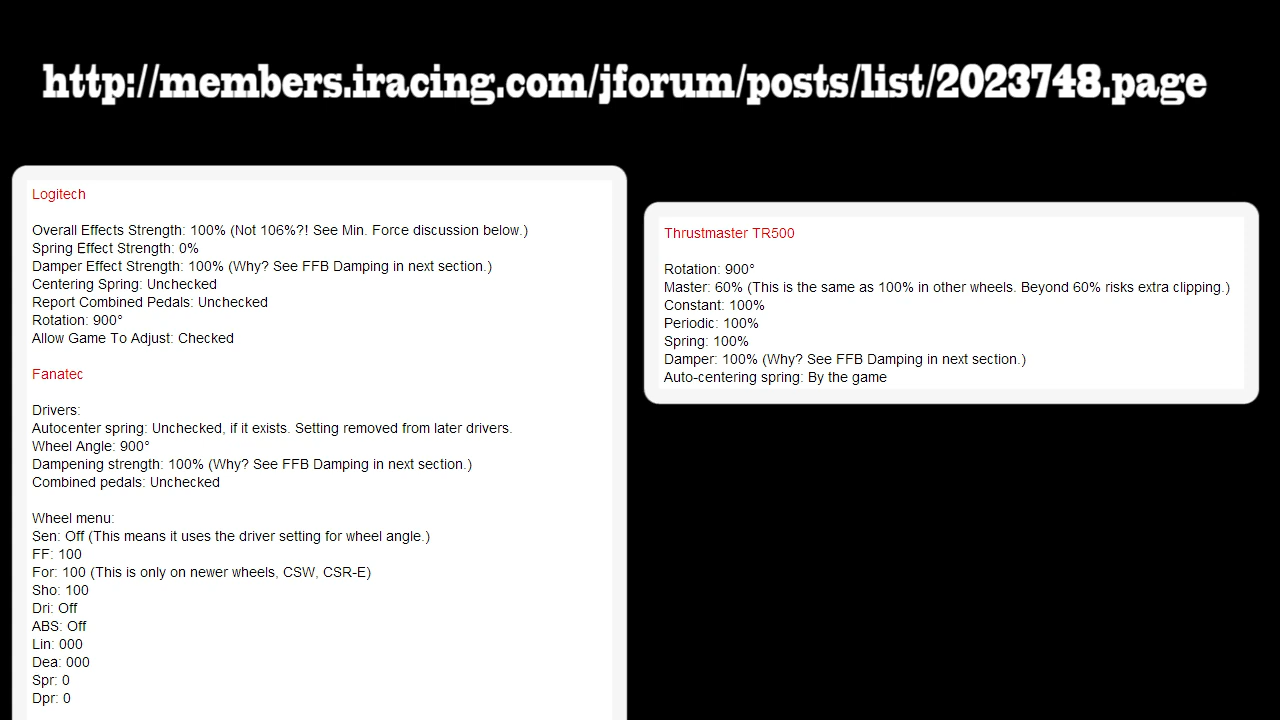 http://members.iracing.com/jforum/posts/list/2023748.page
Logitech
Overall Effects Strength: 100% (Not 106%?! See Min. Force discussion below.)
Spring Effect Strength: 0%
Damper Effect Strength: 100% (Why? See FFB Damping in next section.)
Centering Spring: Unchecked
Report Combined Pedals: Unchecked
Rotation: 900°
Allow Game To Adjust: Checked
Fanatec
Drivers:
Autocenter spring: Unchecked, if it exists. Setting removed from later drivers.
Wheel Angle: 900°
Dampening strength: 100% (Why? See FFB Damping in next section.)
Combined pedals: Unchecked
Wheel menu:
Sen: Off (This means it uses the driver setting for wheel angle.)
FF: 100
For: 100 (This is only on newer wheels, CSW, CSR-E)
Sho: 100
Dri: Off
ABS: Off
Lin: 000
Dea: 000
Spr: 0
Dpr: 0
Thrustmaster TR500
Rotation: 900°
Master: 60% (This is the same as 100% in other wheels. Beyond 60% risks extra clipping.)
Constant: 100%
Periodic: 100%
Spring: 100%
Damper: 100% (Why? See FFB Damping in next section.)
Auto-centering spring: By the game